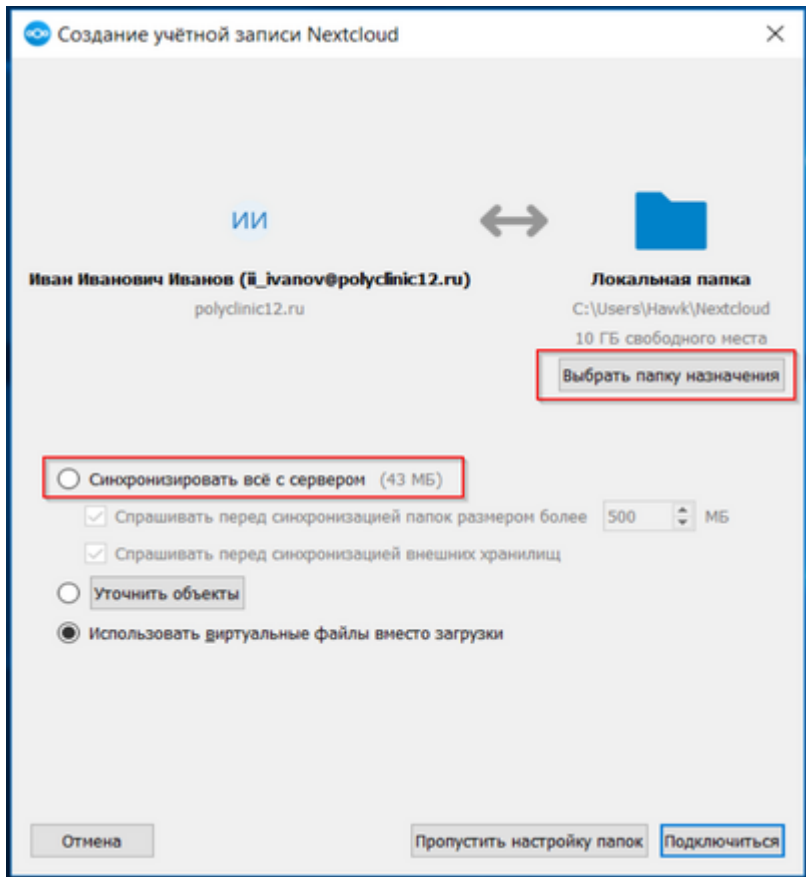 Создание учётной записи Nextcloud
ИИ
Иван Иванович Иванов (ii_ivanov@polyclinic12.ru)
polyclinic12.ru
Локальная папка
C:\Users\Hawk\Nextcloud
10 ГБ свободного места
Выбрать папку назначения
Синхронизировать всё с сервером (43 МБ)
Спрашивать перед синхронизацией папок размером более 500 МБ
Спрашивать перед синхронизацией внешних хранилищ
Уточнить объекты
Использовать виртуальные файлы вместо загрузки
Отмена
Пропустить настройку папок
Подключиться